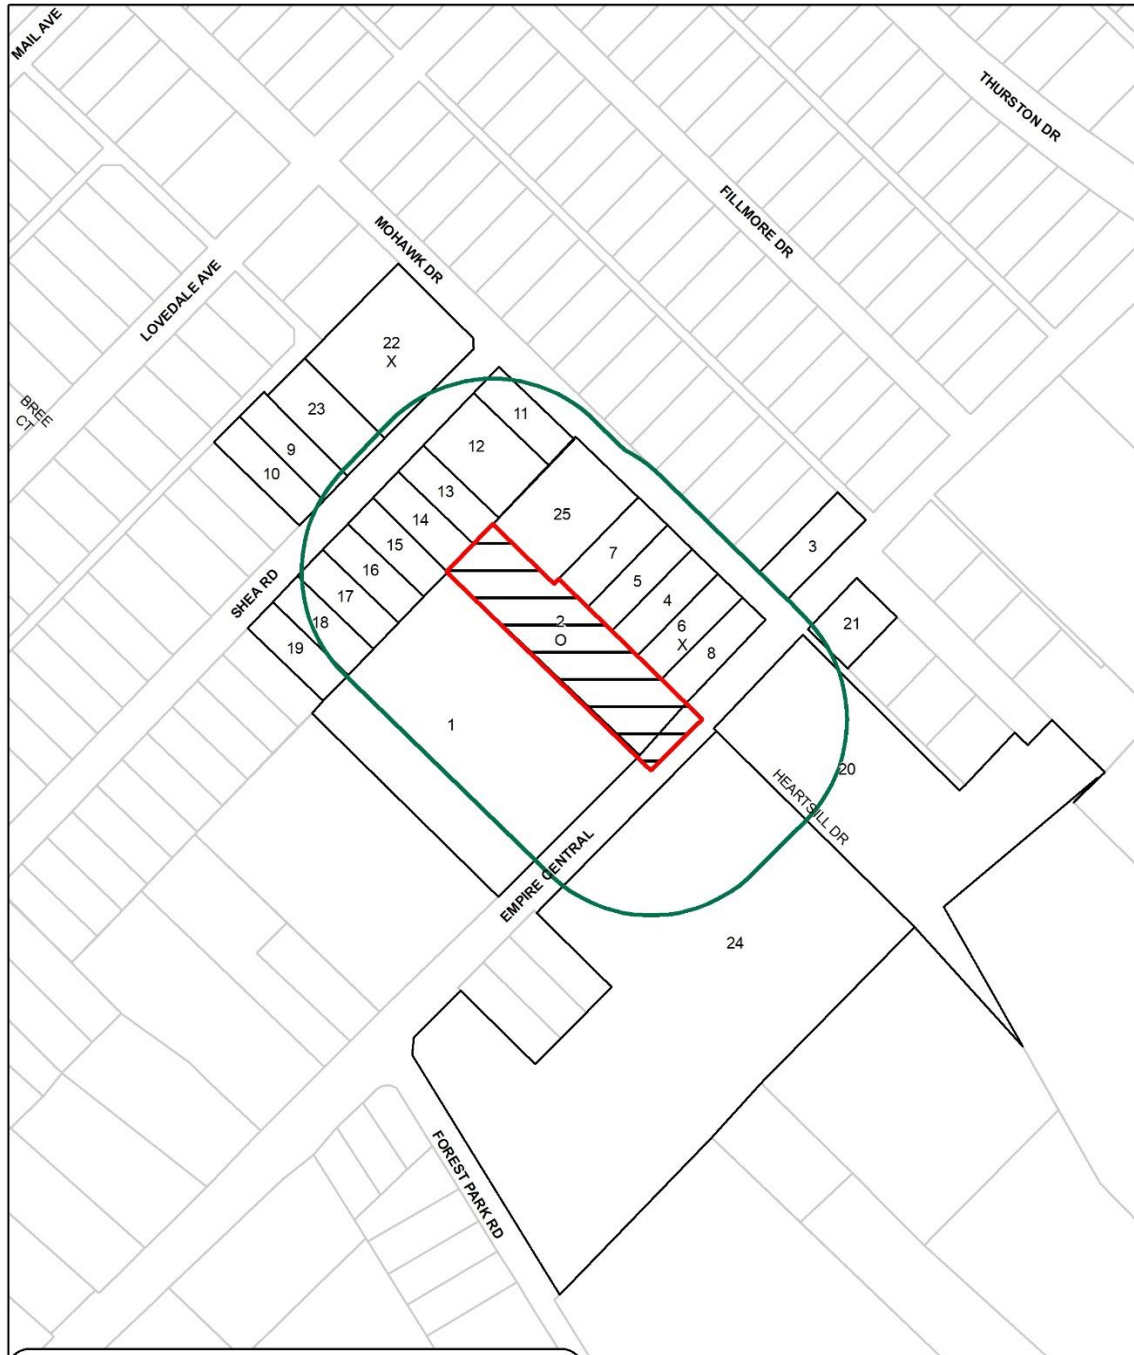 MAIL AVE
THURSTON DR
FILLMORE DR
MOHAWK DR
LOVEDALE AVE
22
X
BREE
CT
23
11
9
12
10
13
25
14
3
15
7
16
5
SHEA RD
17
4
18
2
O
6
X
21
19
8
1
20
HEARTSILL DR
EMPIRE CENTRAL
24
FOREST PARK RD